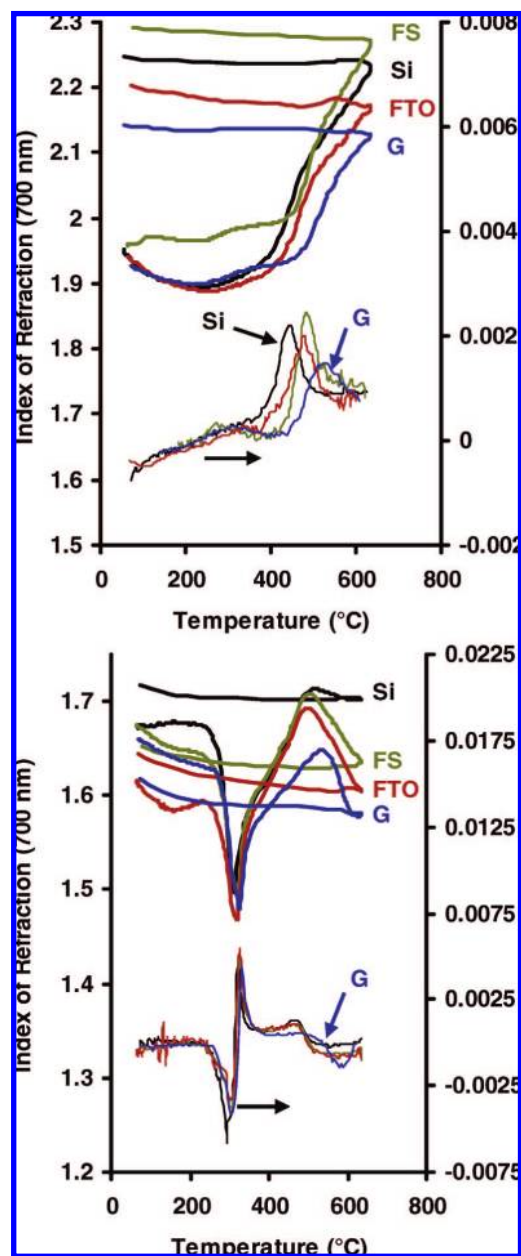 2.3
2.2
2.1
2
1.9
1.8
1.7
1.6
1.5
Index of Refraction (700 nm)
0.008
0.006
0.004
0.002
0
-0.002
FS
Si
FTO
G
Si
G
0 200 400 600 800
Temperature (°C)
1.7
1.6
1.5
1.4
1.3
1.2
Index of Refraction (700 nm)
0.0225
0.0175
0.0125
0.0075
0.0025
-0.0025
-0.0075
Si
FS
FTO
G
G
0 200 400 600 800
Temperature (°C)